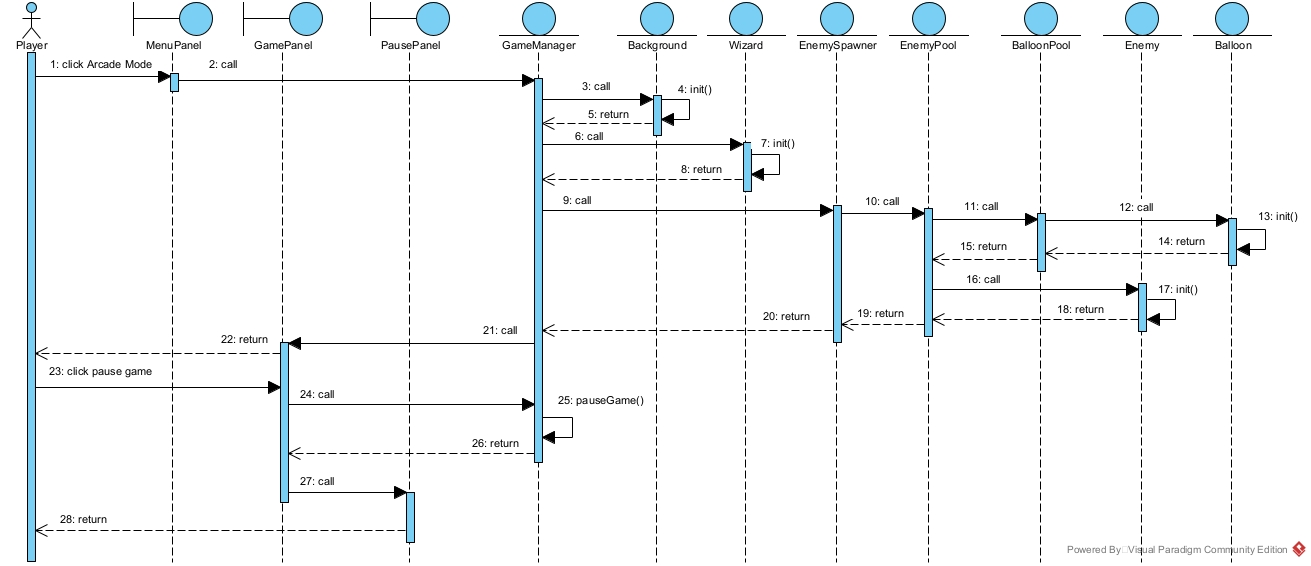 Player
MenuPanel
GamePanel
PausePanel
GameManager
Background
Wizard
EnemySpawner
EnemyPool
BalloonPool
Enemy
Balloon
1: click Arcade Mode
2: call
3: call
4: init()
5: return
6: call
7: init()
8: return
9: call
10: call
11: call
12: call
13: init()
14: return
15: return
16: call
17: init()
18: return
19: return
20: return
21: call
22: return
23: click pause game
24: call
25: pauseGame()
26: return
27: call
28: return
Powered By Visual Paradigm Community Edition